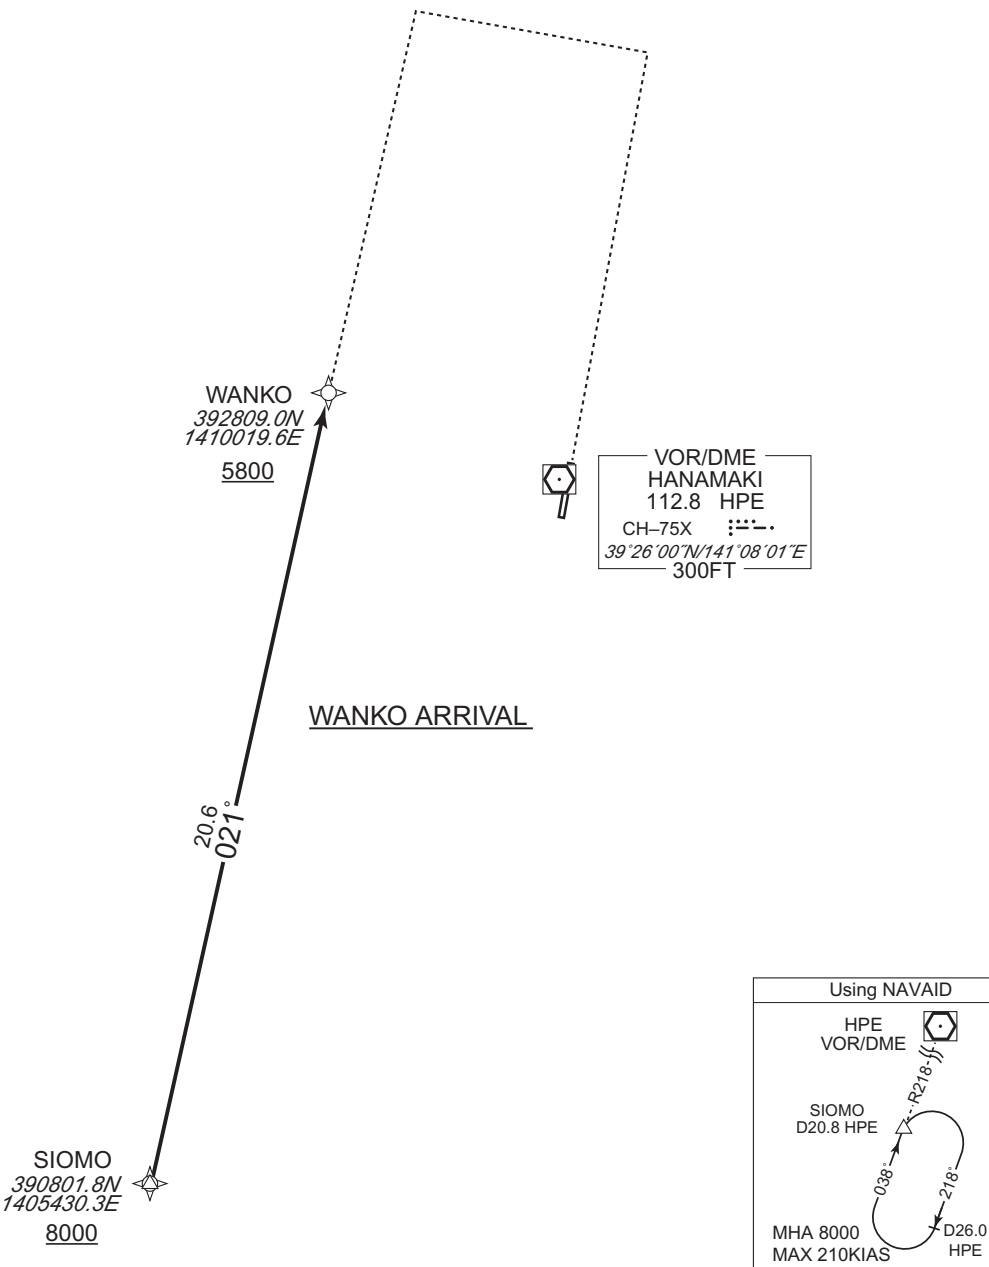 WANKO
392809.0N
1410019.6E
5800
VOR/DME
HANAMAKI
112.8 HPE
CH–75X
39°26′00″N/141°08′01″E
300FT
WANKO ARRIVAL
20.6
021°
SIOMO
390801.8N
1405430.3E
8000
Using NAVAID
HPE
VOR/DME
R218
SIOMO
D20.8 HPE
038°
218°
D26.0
HPE
MHA 8000
MAX 210KIAS